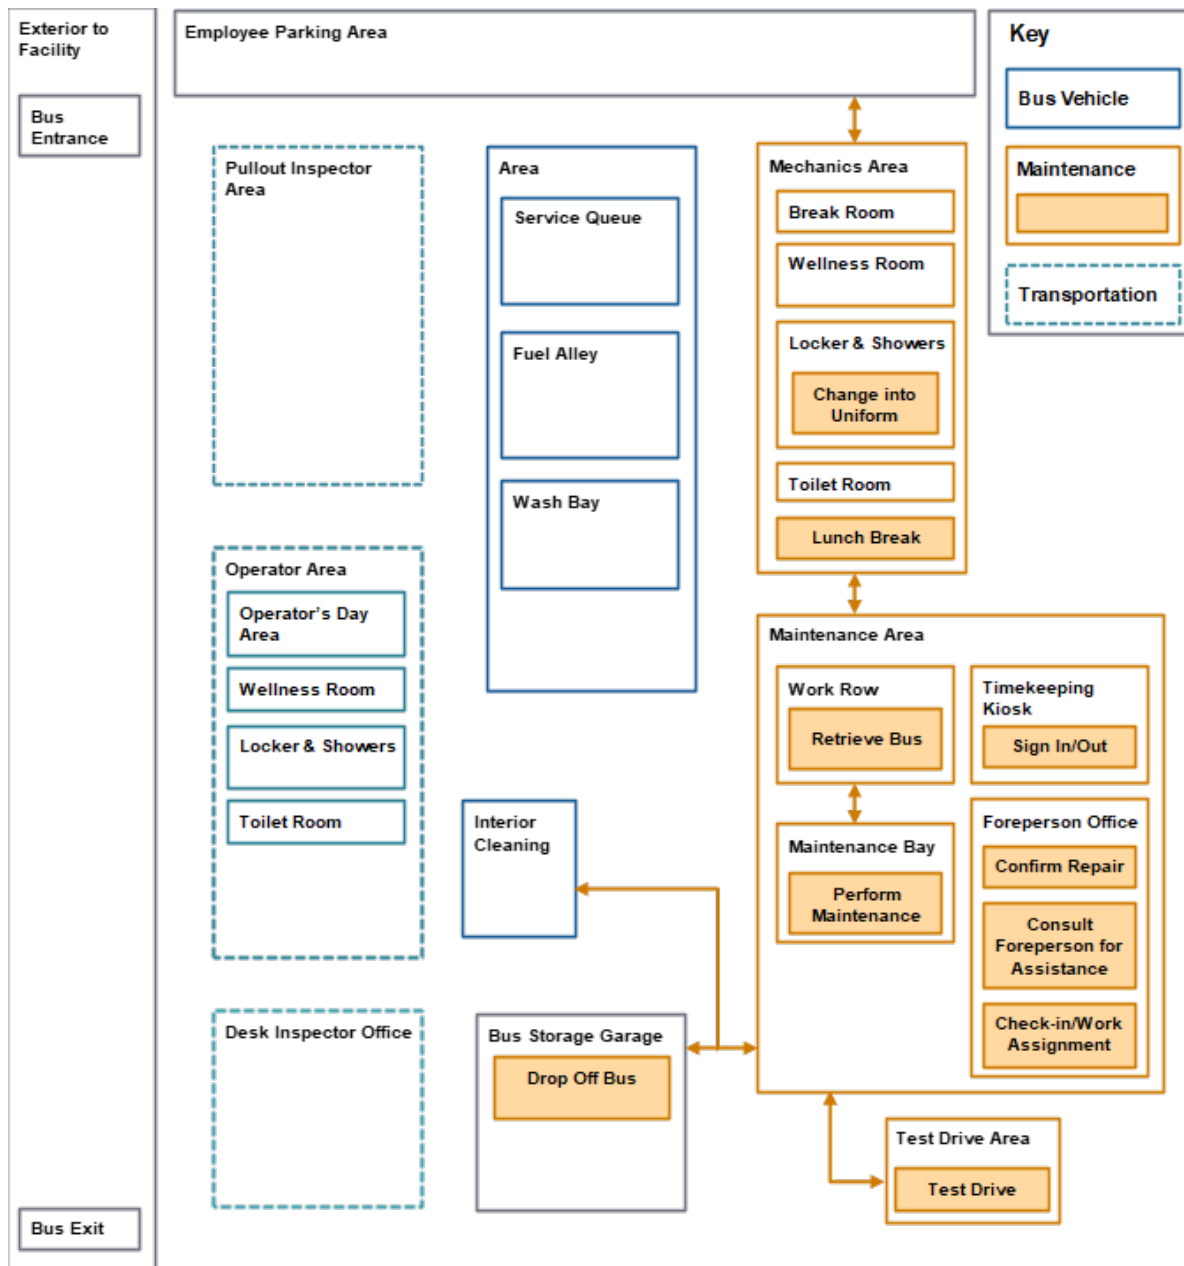 Exterior to
Facility
Bus
Entrance
Bus Exit
Employee Parking Area
Pullout Inspector
Area
Operator Area
Operator's Day
Area
Wellness Room
Locker & Showers
Toilet Room
Desk Inspector Office
Area
Service Queue
Fuel Alley
Wash Bay
Interior
Cleaning
Bus Storage Garage
Drop Off Bus
Mechanics Area
Break Room
Wellness Room
Locker & Showers
Change into
Uniform
Toilet Room
Lunch Break
Maintenance Area
Work Row
Retrieve Bus
Maintenance Bay
Perform
Maintenance
Timekeeping
Kiosk
Sign In/Out
Foreperson Office
Confirm Repair
Consult
Foreperson for
Assistance
Check-in/Work
Assignment
Test Drive Area
Test Drive
Key
Bus Vehicle
Maintenance
Transportation